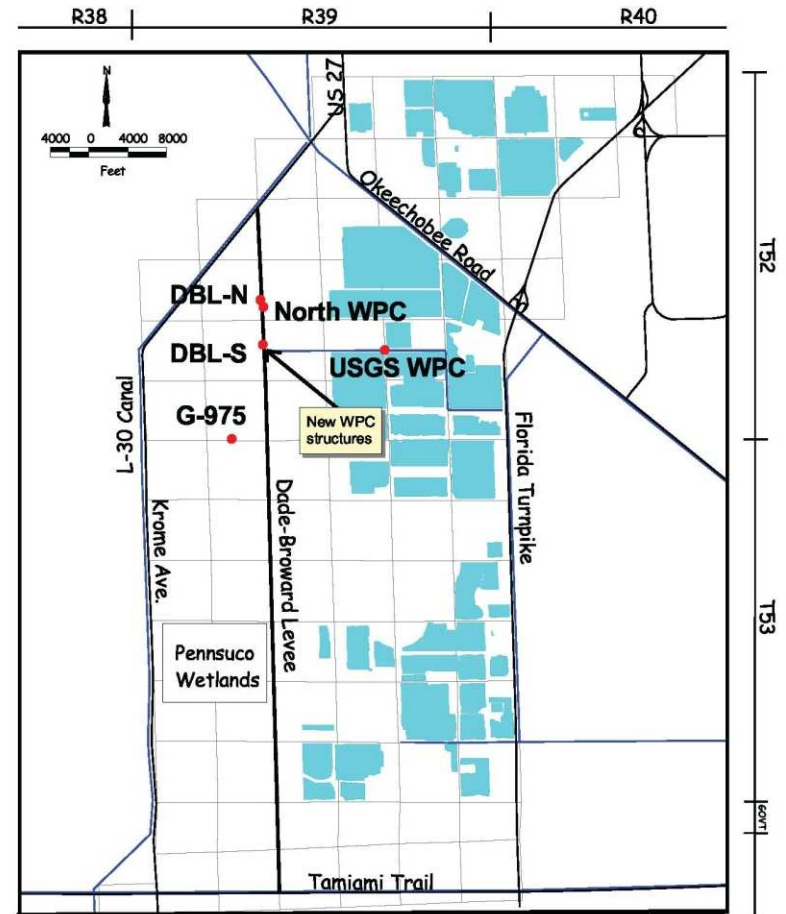 R38
R39
R40
N
4000 0 4000 8000
Feet
US 27
Okeechobee Road
T52
DBL-N
North WPC
DBL-S
USGS WPC
New WPC
structures
L-30 Canal
G-975
Florida Turnpike
Krome Ave.
Dade-Broward Levee
T53
Pennsuco
Wetlands
GOVT
Tamiami Trail